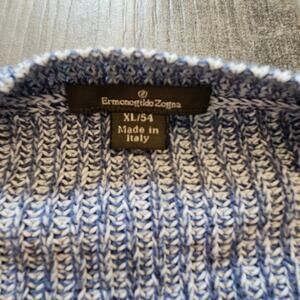 Ermenegildo Zegna
XL/54
Made in
Italy